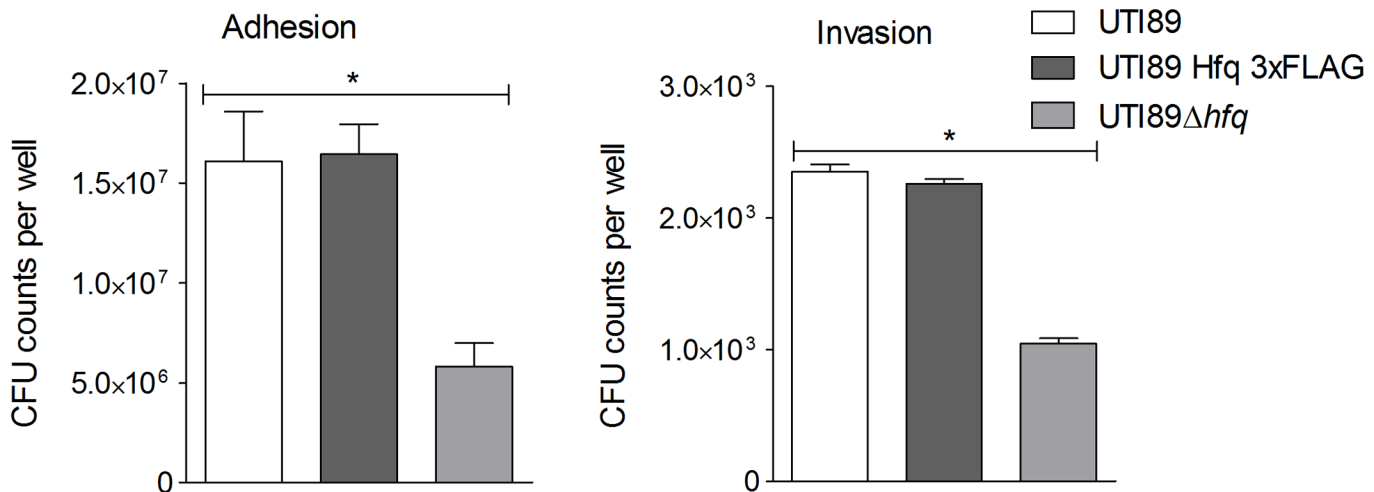 Adhesion
CFU counts per well
2.0×10⁷
1.5×10⁷
1.0×10⁷
5.0×10⁶
0
*
Invasion
CFU counts per well
3.0×10³
2.0×10³
1.0×10³
0
*
UTI89
UTI89 Hfq 3xFLAG
UTI89Δhfq